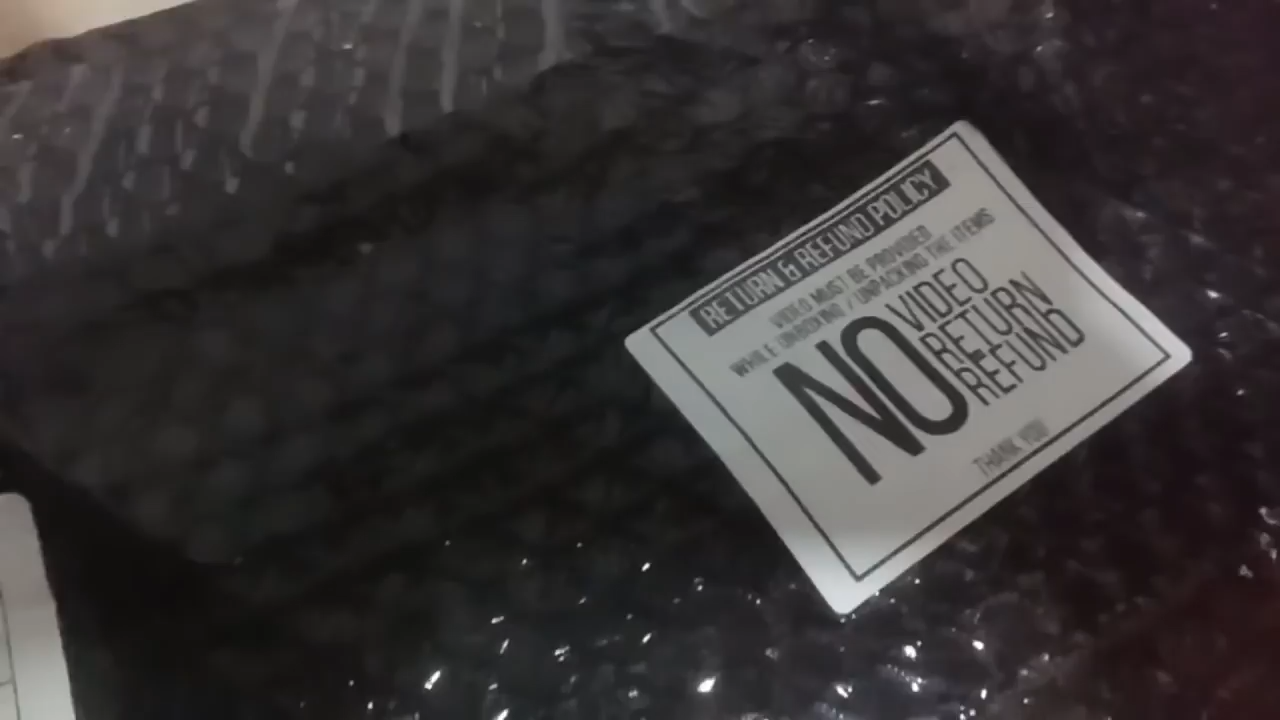 RETURN & REFUND POLICY
VIDEO MUST BE PROVIDED
WHILE UNBOXING / UNPACKING THE ITEMS
NO VIDEO
RETURN
REFUND
THANK YOU